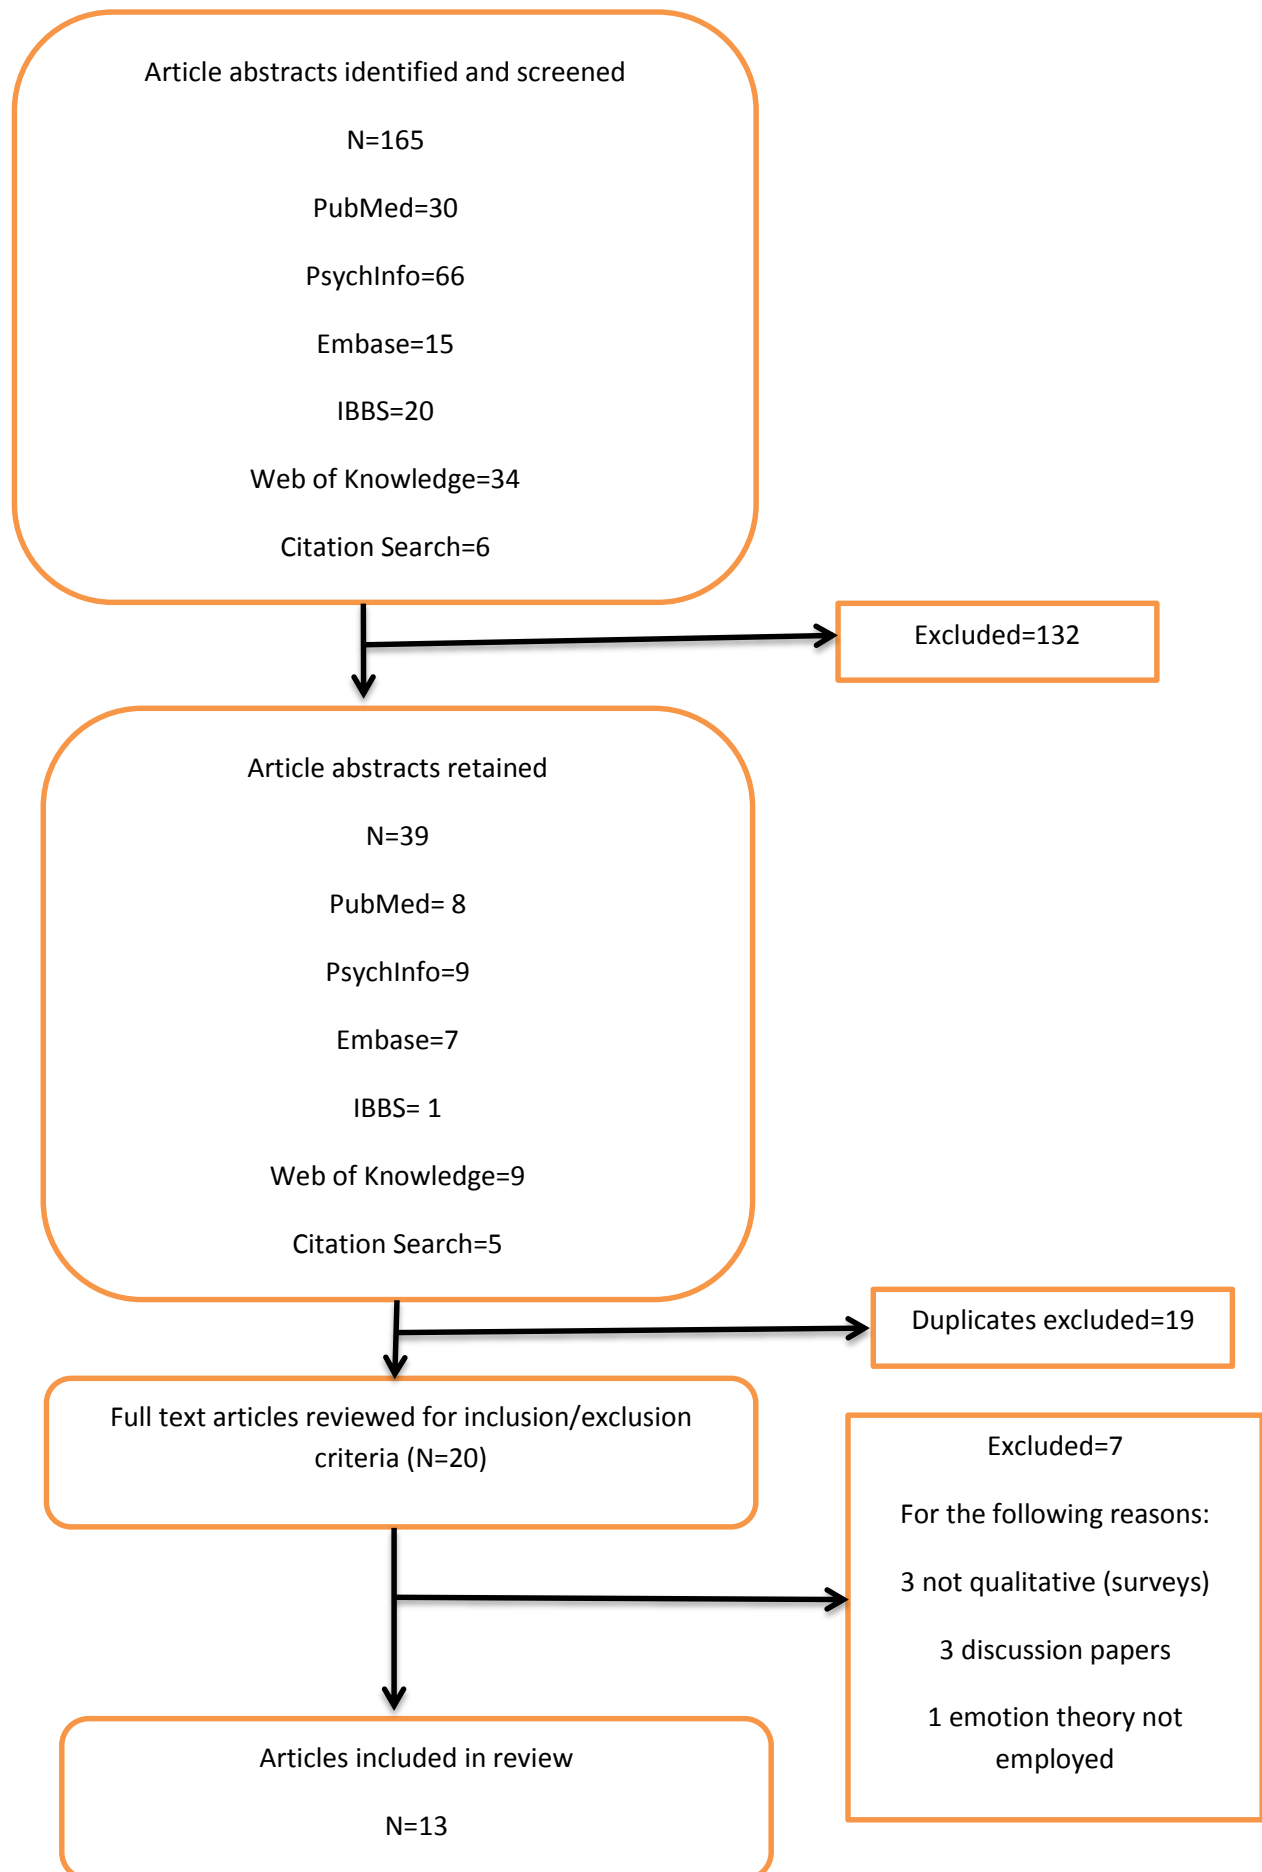 Article abstracts identified and screened
N=165
PubMed=30
PsychInfo=66
Embase=15
IBBS=20
Web of Knowledge=34
Citation Search=6
Excluded=132
Article abstracts retained
N=39
PubMed= 8
PsychInfo=9
Embase=7
IBBS= 1
Web of Knowledge=9
Citation Search=5
Duplicates excluded=19
Full text articles reviewed for inclusion/exclusion
criteria (N=20)
Excluded=7
For the following reasons:
3 not qualitative (surveys)
3 discussion papers
1 emotion theory not
employed
Articles included in review
N=13